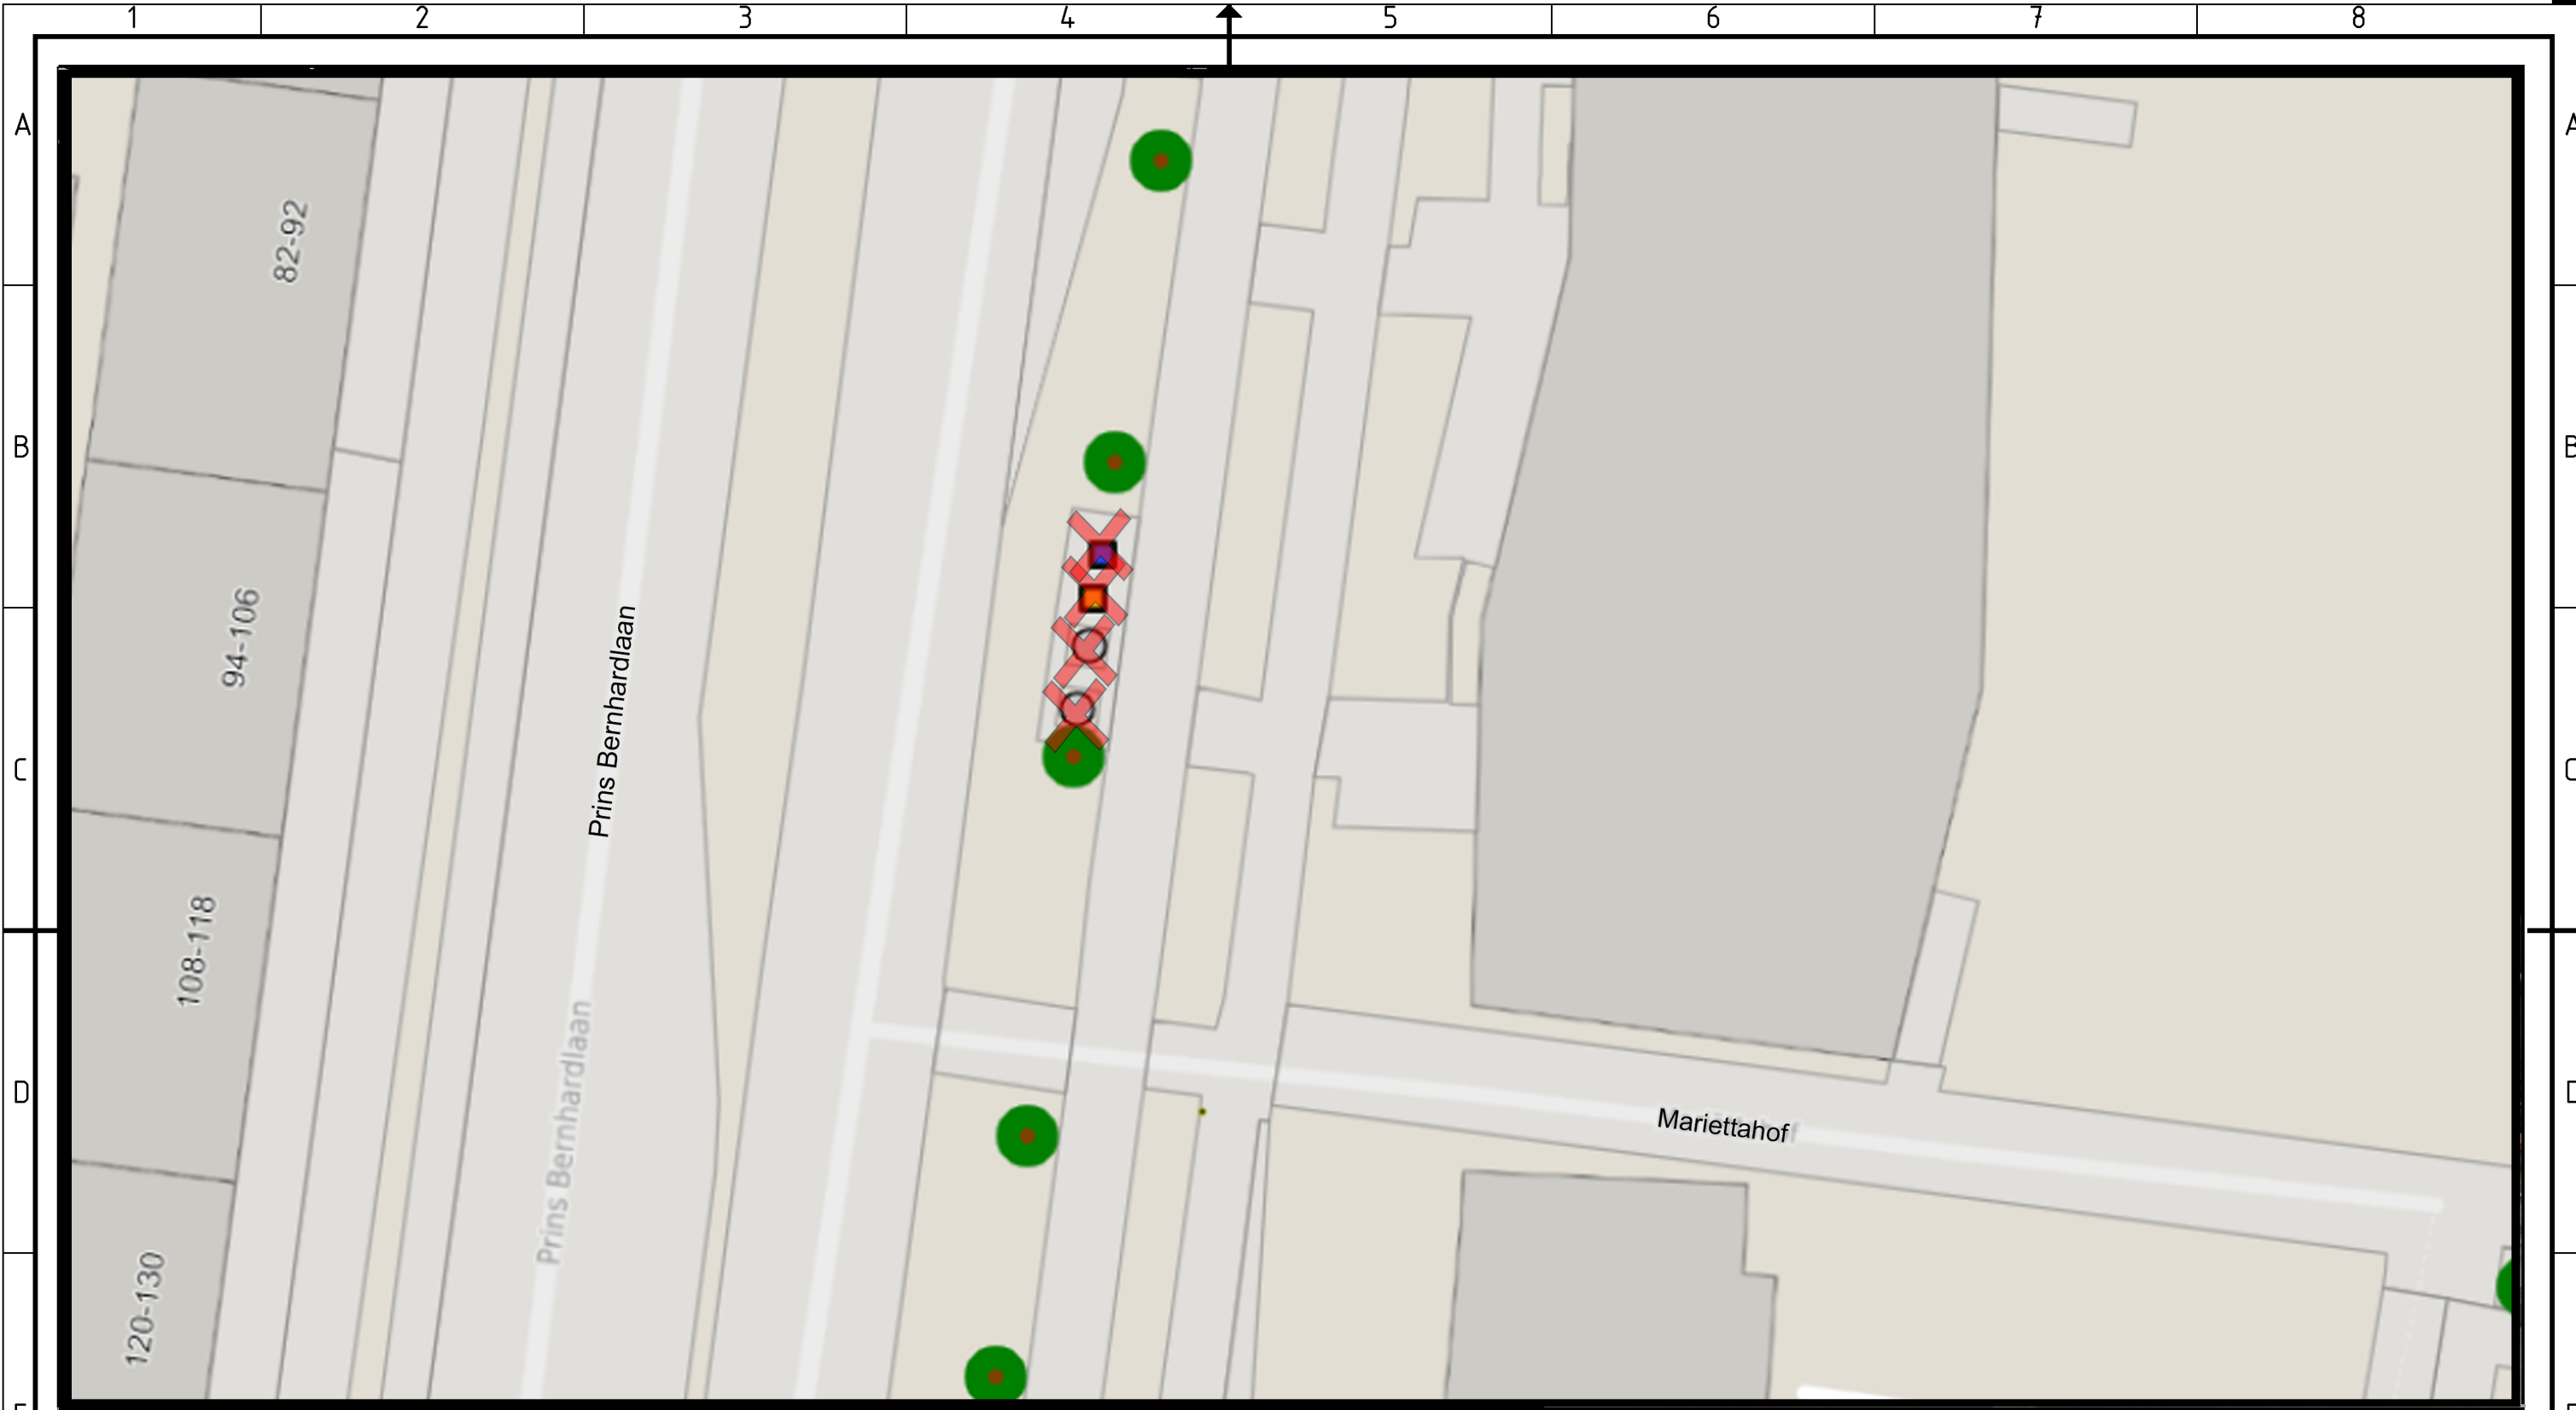 1 2 3 4 5 6 7 8
A A
82-92
B B
94-106
Prins Bernhardlaan
C
108-118
Prins Bernhardlaan
D
Mariettahof
120-130